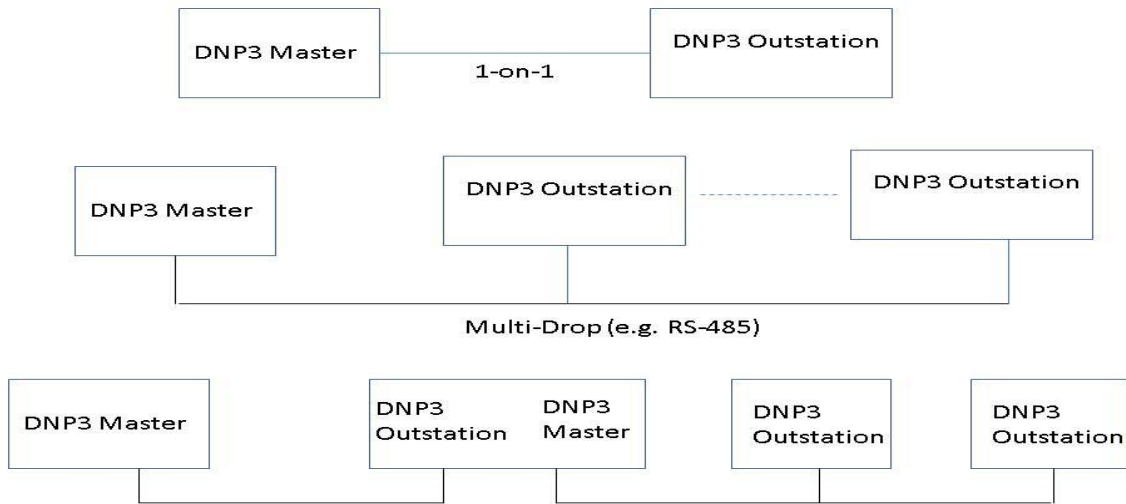 DNP3 Master
DNP3 Outstation
1-on-1
DNP3 Master
DNP3 Outstation
DNP3 Outstation
Multi-Drop (e.g. RS-485)
DNP3 Master
DNP3
Outstation
DNP3
Master
DNP3
Outstation
DNP3
Outstation